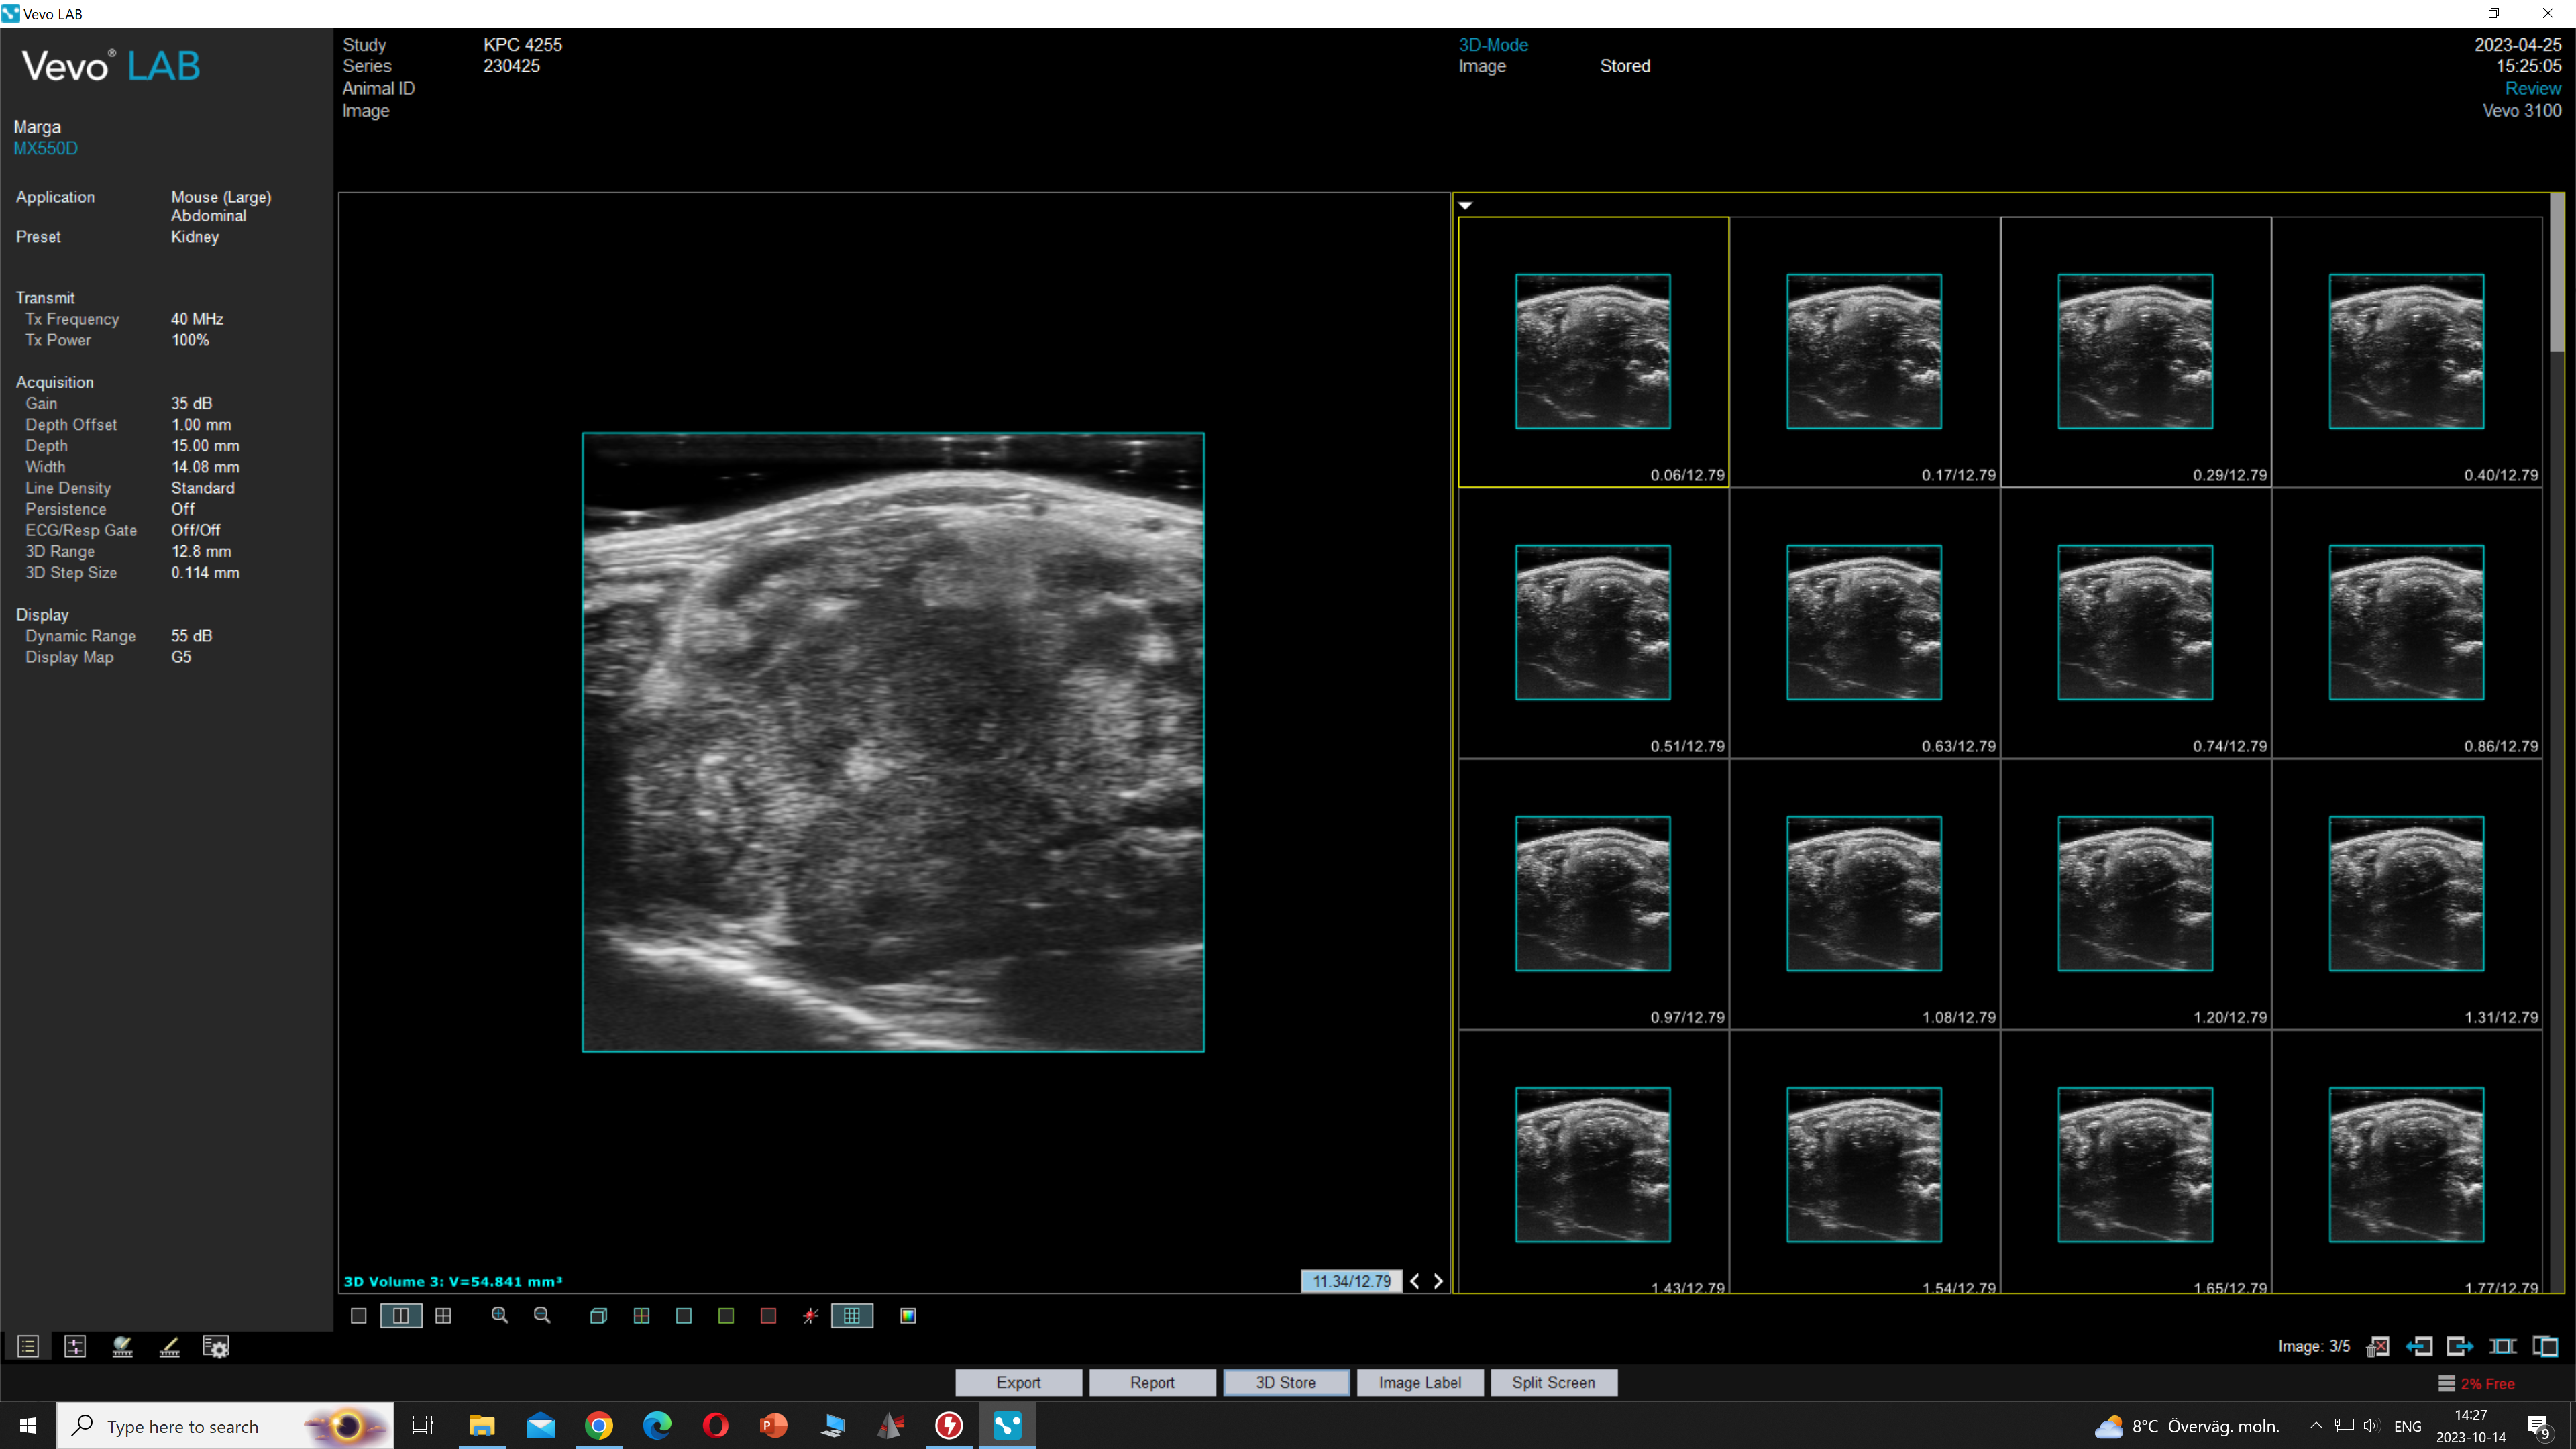 Vevo LAB
Vevo® LAB
Marga
MX550D
Application Mouse (Large)
Abdominal
Preset Kidney
Transmit
Tx Frequency 40 MHz
Tx Power 100%
Acquisition
Gain 35 dB
Depth Offset 1.00 mm
Depth 15.00 mm
Width 14.08 mm
Line Density Standard
Persistence Off
ECG/Resp Gate Off/Off
3D Range 12.8 mm
3D Step Size 0.114 mm
Display
Dynamic Range 55 dB
Display Map G5
Study KPC 4255
Series 230425
Animal ID
Image
3D-Mode
Image Stored
2023-04-25
15:25:05
Review
Vevo 3100
0.06/12.79 0.17/12.79 0.29/12.79 0.40/12.79
0.51/12.79 0.63/12.79 0.74/12.79 0.86/12.79
0.97/12.79 1.08/12.79 1.20/12.79 1.31/12.79
1.43/12.79 1.54/12.79 1.65/12.79 1.77/12.79
3D Volume 3: V=54.841 mm³
11.34/12.79
Image: 3/5
Export Report 3D Store Image Label Split Screen
2% Free
Type here to search
8°C Överväg. moln.
ENG
14:27
2023-10-14
9